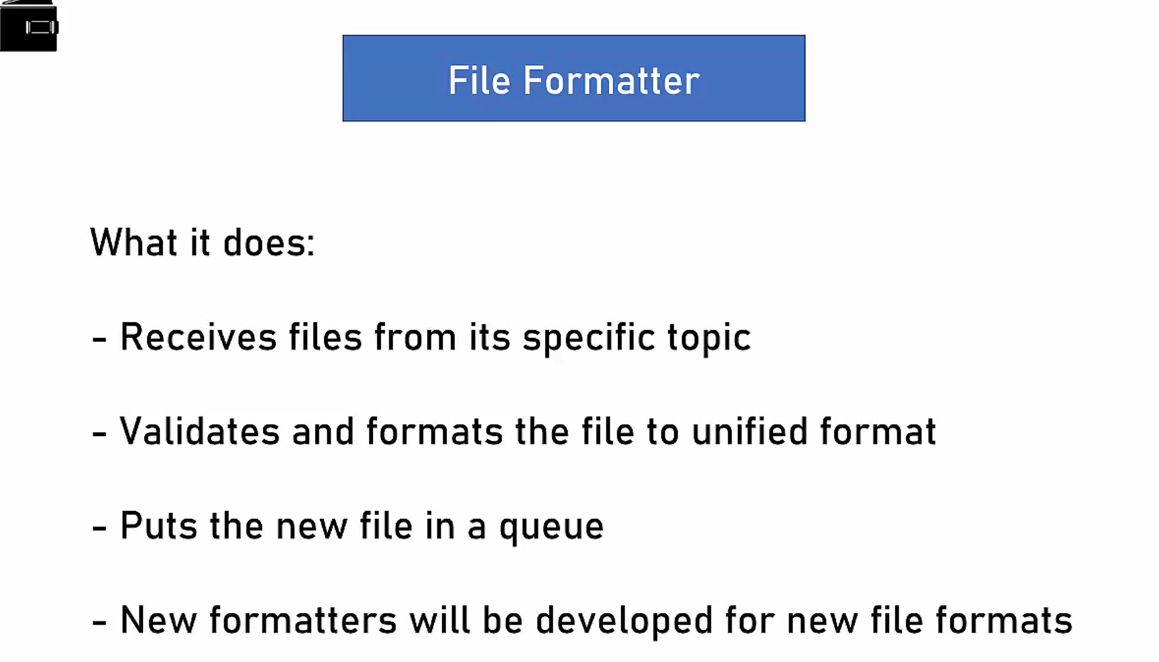 File Formatter
What it does:
- Receives files from its specific topic
- Validates and formats the file to unified format
- Puts the new file in a queue
- New formatters will be developed for new file formats